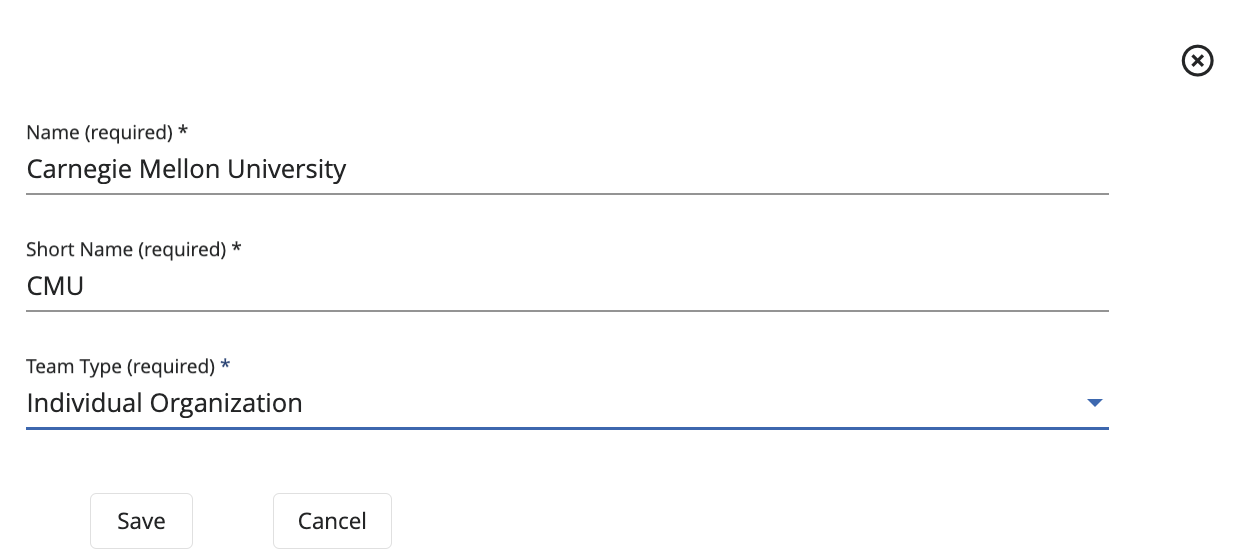 Name (required) *
Carnegie Mellon University
Short Name (required) *
CMU
Team Type (required) *
Individual Organization
Save Cancel